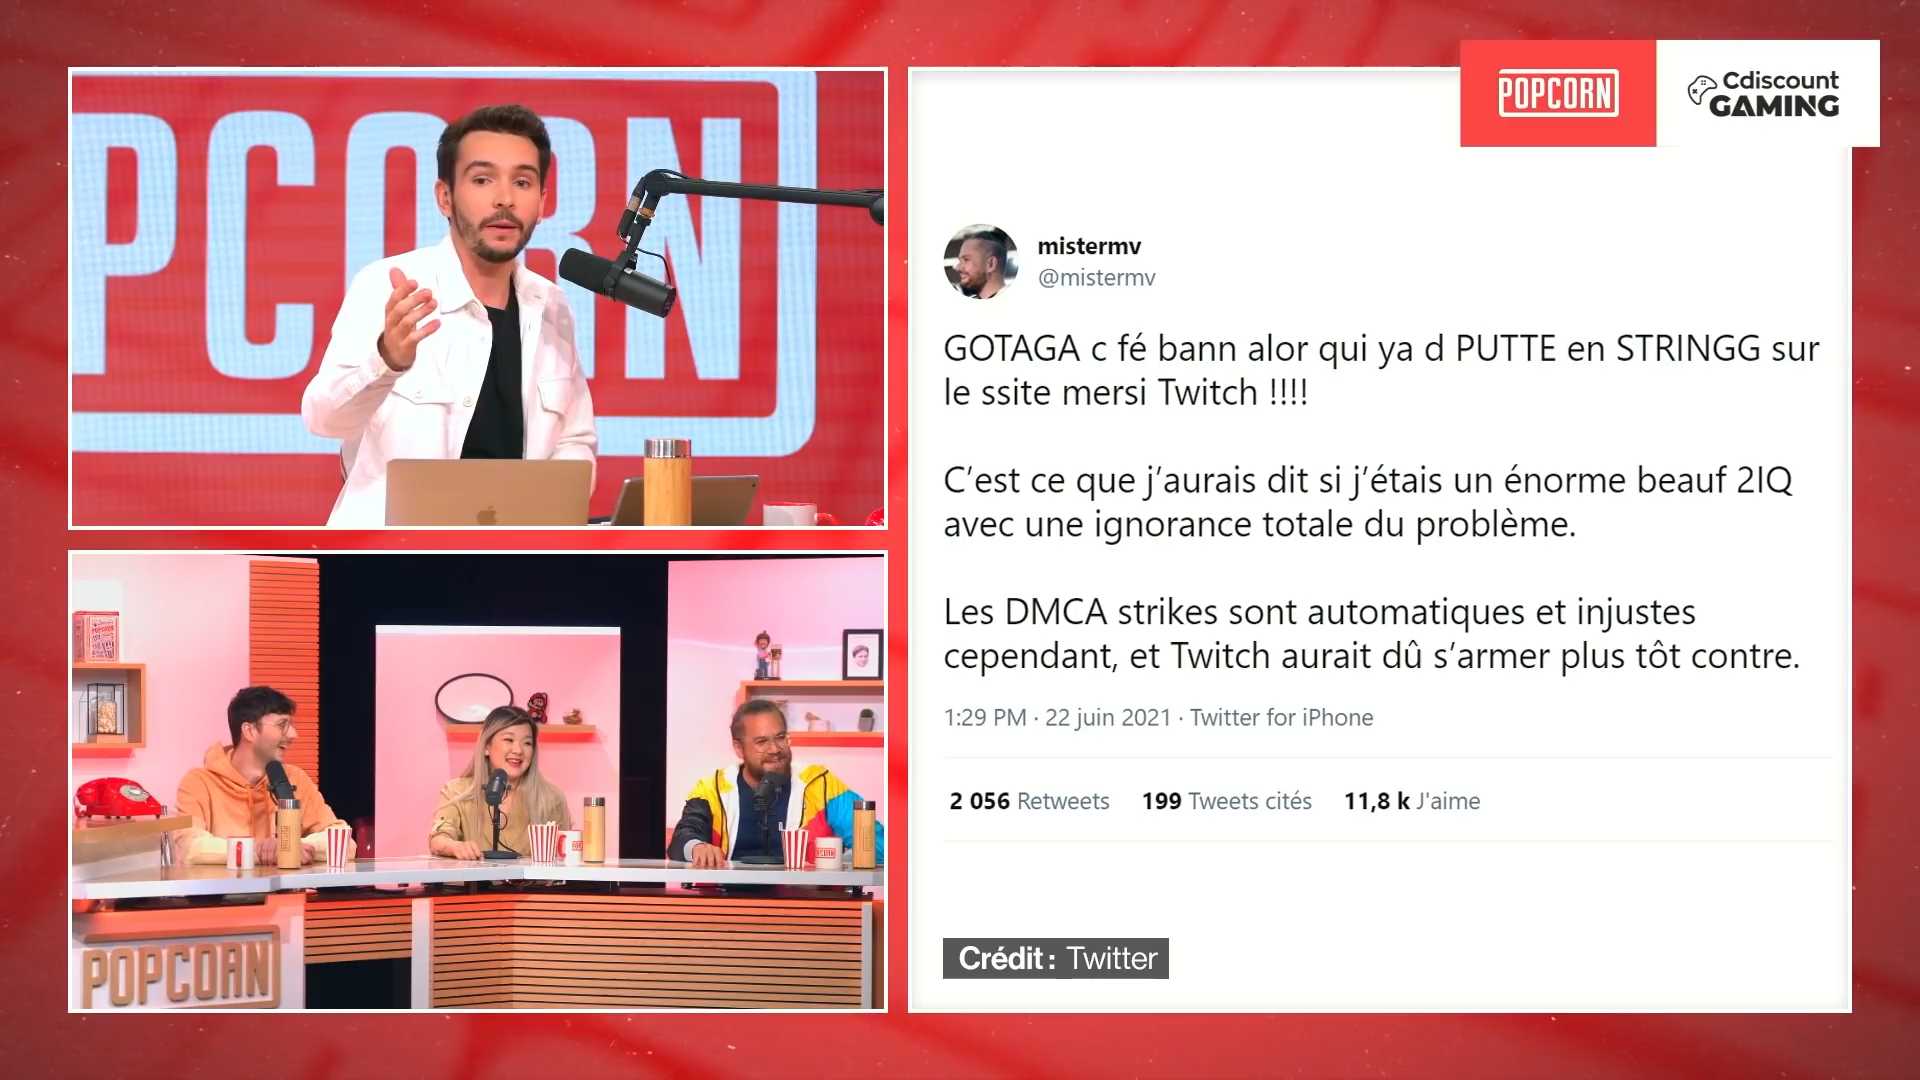 PCORN
POPCORN
POPCORN
Cdiscount
GAMING
mistermv
@mistermv
GOTAGA c fé bann alor qui ya d PUTTE en STRINGG sur
le ssite mersi Twitch !!!!
C’est ce que j’aurais dit si j’étais un énorme beauf 2IQ
avec une ignorance totale du problème.
Les DMCA strikes sont automatiques et injustes
cependant, et Twitch aurait dû s’armer plus tôt contre.
1:29 PM · 22 juin 2021 · Twitter for iPhone
2 056 Retweets 199 Tweets cités 11,8 k J'aime
Crédit : Twitter